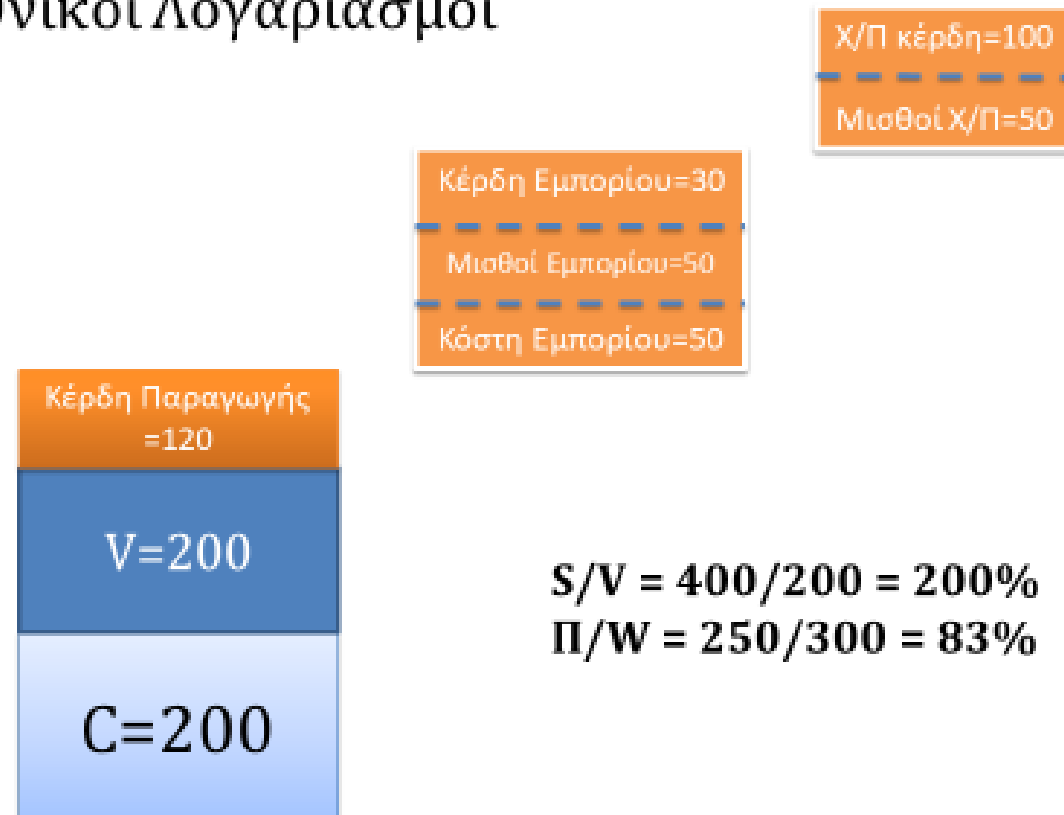 Λογαριασμοί
Χ/Π κέρδη=100
Μισθοί Χ/Π=50
Κέρδη Εμπορίου=30
Μισθοί Εμπορίου=50
Κόστη Εμπορίου=50
Κέρδη Παραγωγής
=120
V=200
C=200
S/V = 400/200 = 200%
Π/W = 250/300 = 83%